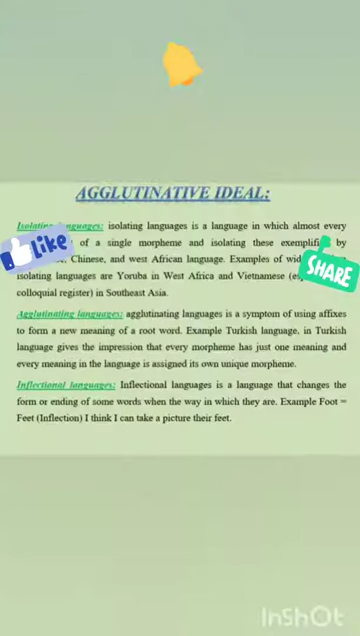 AGGLUTINATIVE IDEAL:
Isolating languages: isolating languages is a language in which almost every
of a single morpheme and isolating these exemplified by
Chinese, and west African language. Examples of
isolating languages are Yoruba in West Africa and Vietnamese
colloquial register) in Southeast Asia.
Agglutinating languages: agglutinating languages is a symptom of using affixes
to form a new meaning of a root word. Example Turkish language, in Turkish
language gives the impression that every morpheme has just one meaning and
every meaning in the language is assigned its own unique morpheme.
Inflectional languages: Inflectional languages is a language that changes the
form or ending of some words when the way in which they are. Example Foot =
Feet (Inflection) I think I can take a picture their feet.
Like
SHARE
InShOt